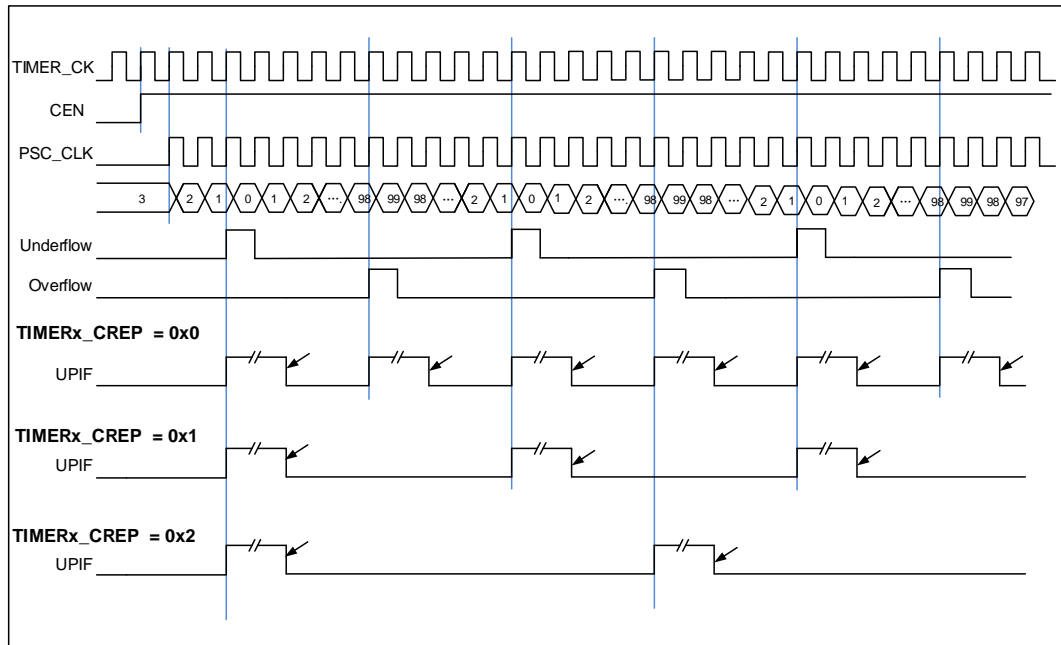 TIMER_CK
CEN
PSC_CLK
3 2 1 0 1 2 ... 98 99 98 ... 2 1 0 1 2 ... 98 99 98 ... 2 1 0 1 2 ... 98 99 98 97
Underflow
Overflow
TIMERx_CREP = 0x0
UPIF
TIMERx_CREP = 0x1
UPIF
TIMERx_CREP = 0x2
UPIF